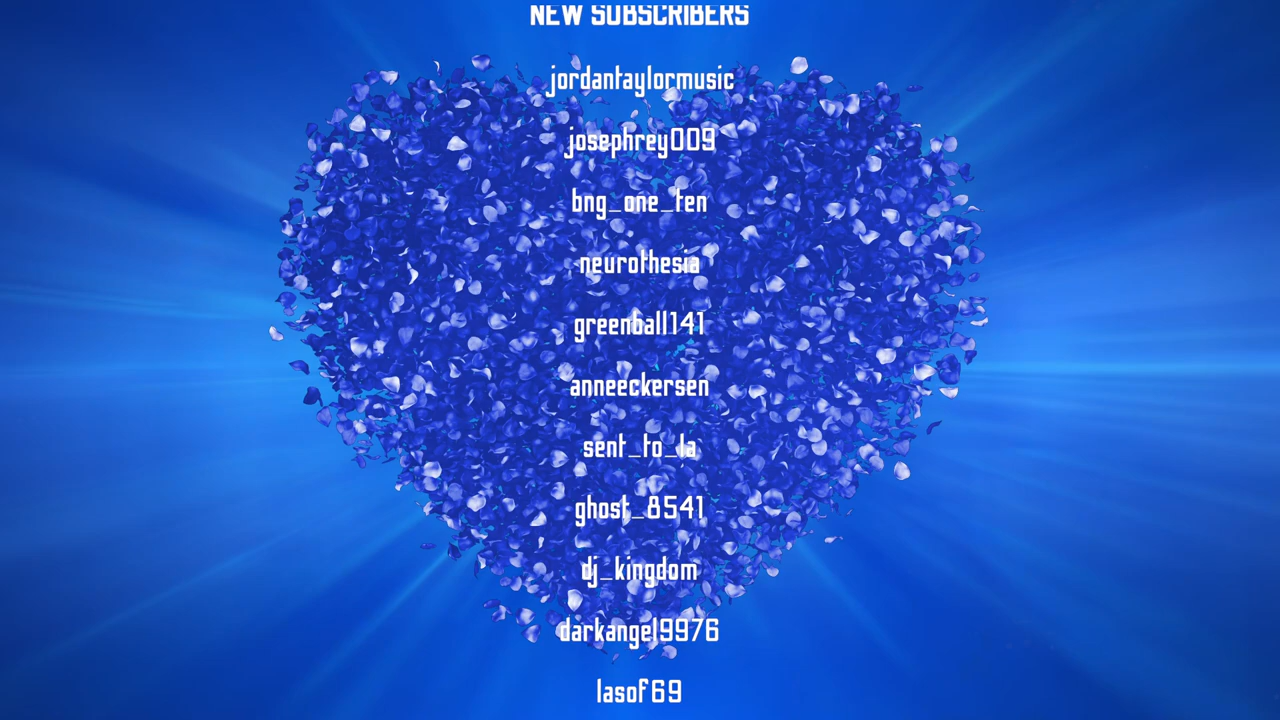 NEW SUBSCRIBERS
jordantaylormusic
josephrey009
bng_one_ten
neurothesia
greenball141
anneeckersen
sent_to_la
ghost_8541
dj_kingdom
darkangel9976
lasof69